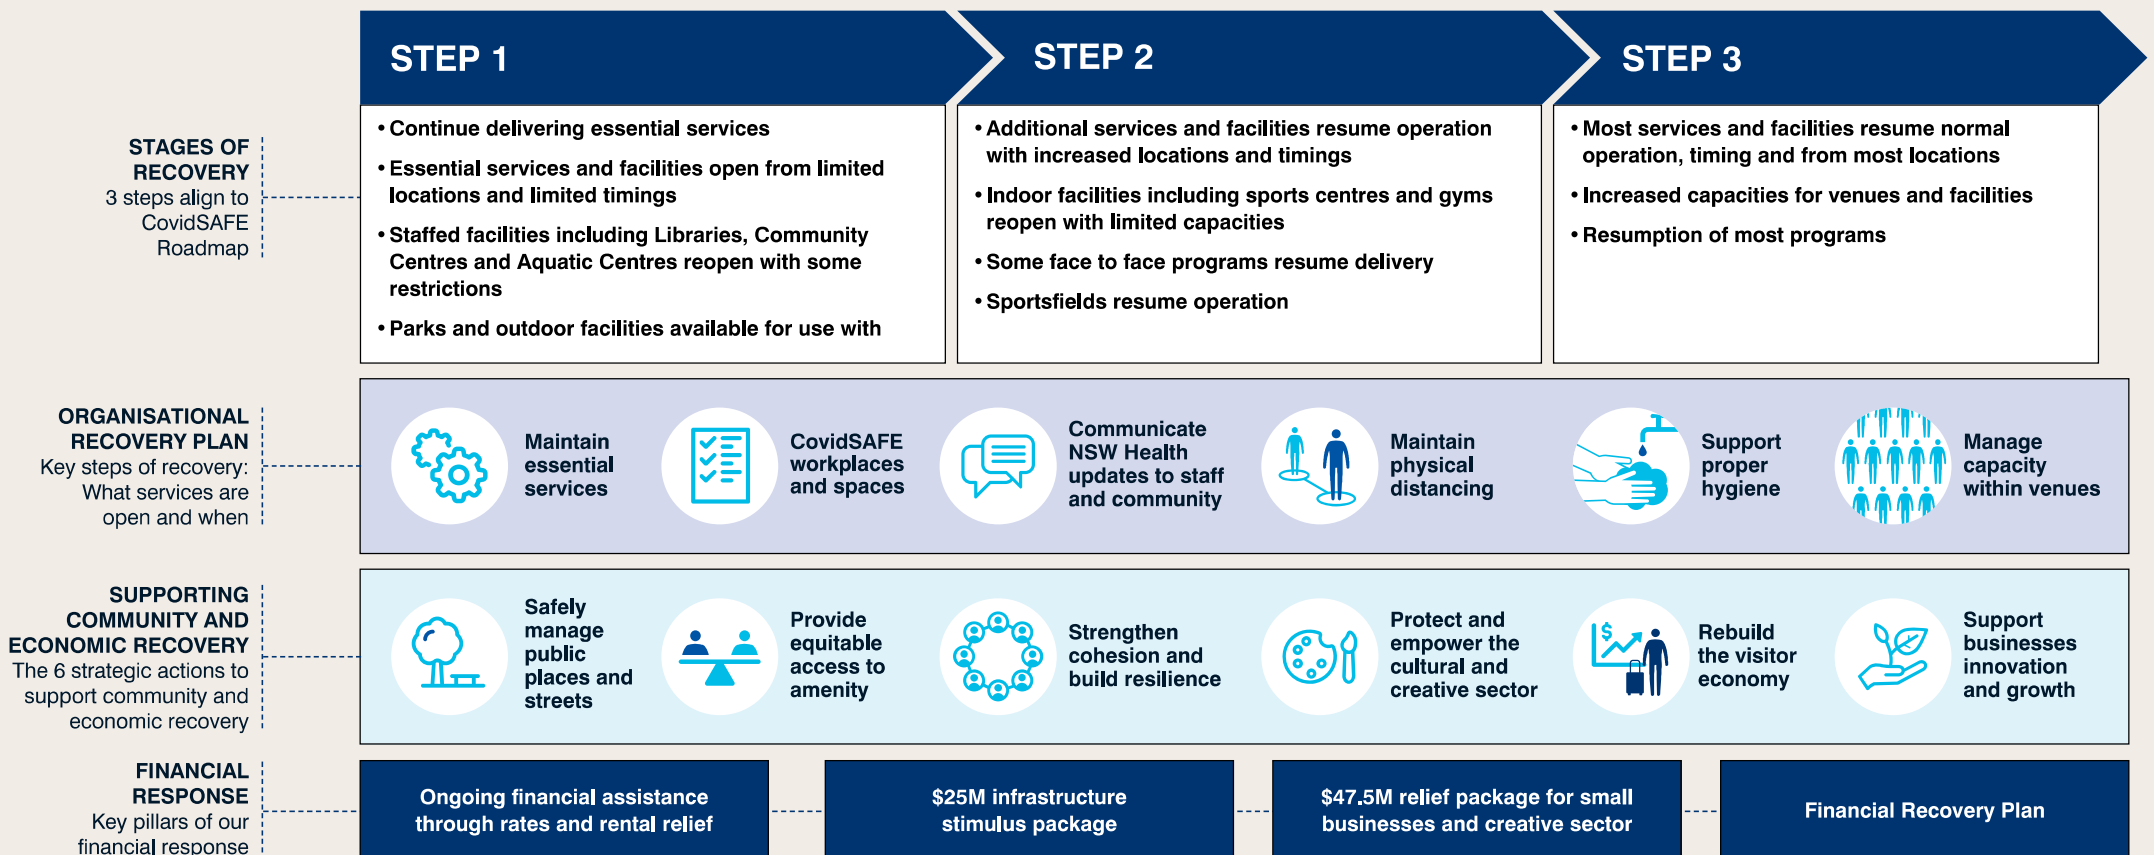 STEP 1
STEP 2
STEP 3
STAGES OF
RECOVERY
3 steps align to
CovidSAFE
Roadmap
• Continue delivering essential services
• Essential services and facilities open from limited
locations and limited timings
• Staffed facilities including Libraries, Community
Centres and Aquatic Centres reopen with some
restrictions
• Parks and outdoor facilities available for use with
• Additional services and facilities resume operation
with increased locations and timings
• Indoor facilities including sports centres and gyms
reopen with limited capacities
• Some face to face programs resume delivery
• Sportsfields resume operation
• Most services and facilities resume normal
operation, timing and from most locations
• Increased capacities for venues and facilities
• Resumption of most programs
ORGANISATIONAL
RECOVERY PLAN
Key steps of recovery:
What services are
open and when
Maintain
essential
services
CovidSAFE
workplaces
and spaces
Communicate
NSW Health
updates to staff
and community
Maintain
physical
distancing
Support
proper
hygiene
Manage
capacity
within venues
SUPPORTING
COMMUNITY AND
ECONOMIC RECOVERY
The 6 strategic actions to
support community and
economic recovery
Safely
manage
public
places and
streets
Provide
equitable
access to
amenity
Strengthen
cohesion and
build resilience
Protect and
empower the
cultural and
creative sector
$
Rebuild
the visitor
economy
Support
businesses
innovation
and growth
FINANCIAL
RESPONSE
Key pillars of our
financial response
Ongoing financial assistance
through rates and rental relief
$25M infrastructure
stimulus package
$47.5M relief package for small
businesses and creative sector
Financial Recovery Plan